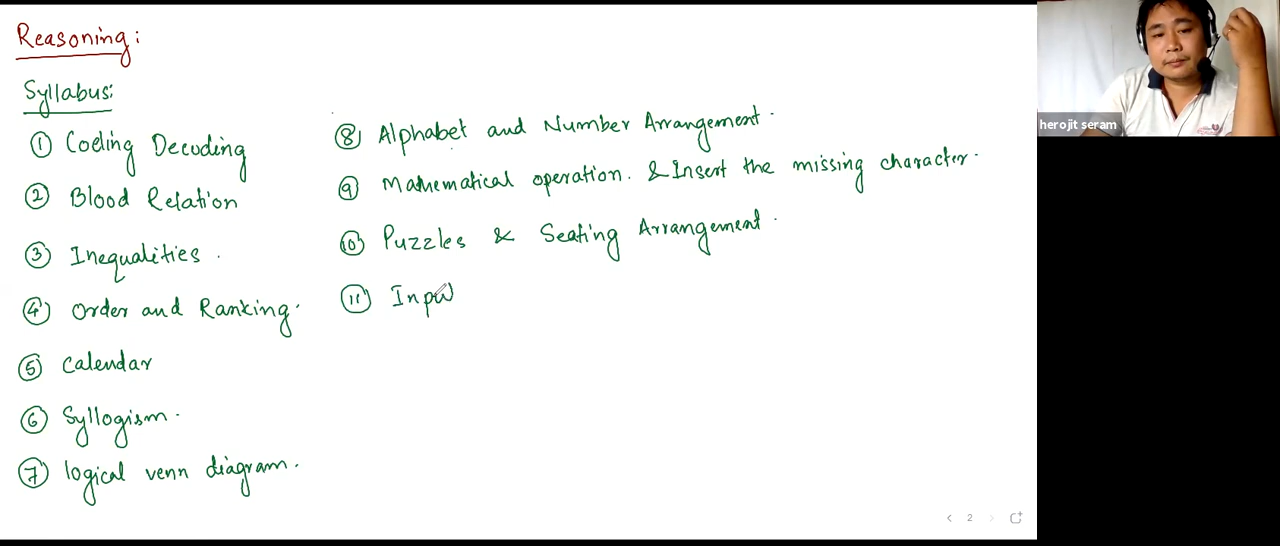 Reasoning:
Syllabus:
① Coding Decoding
② Blood Relation
③ Inequalities.
④ Order and Ranking.
⑤ Calendar
⑥ Syllogism.
⑦ logical venn diagram.
⑧ Alphabet and Number Arrangement.
⑨ Mathematical operation. & Insert the missing character.
⑩ Puzzles & Seating Arrangement.
⑪ Inpu
herojit seram
2